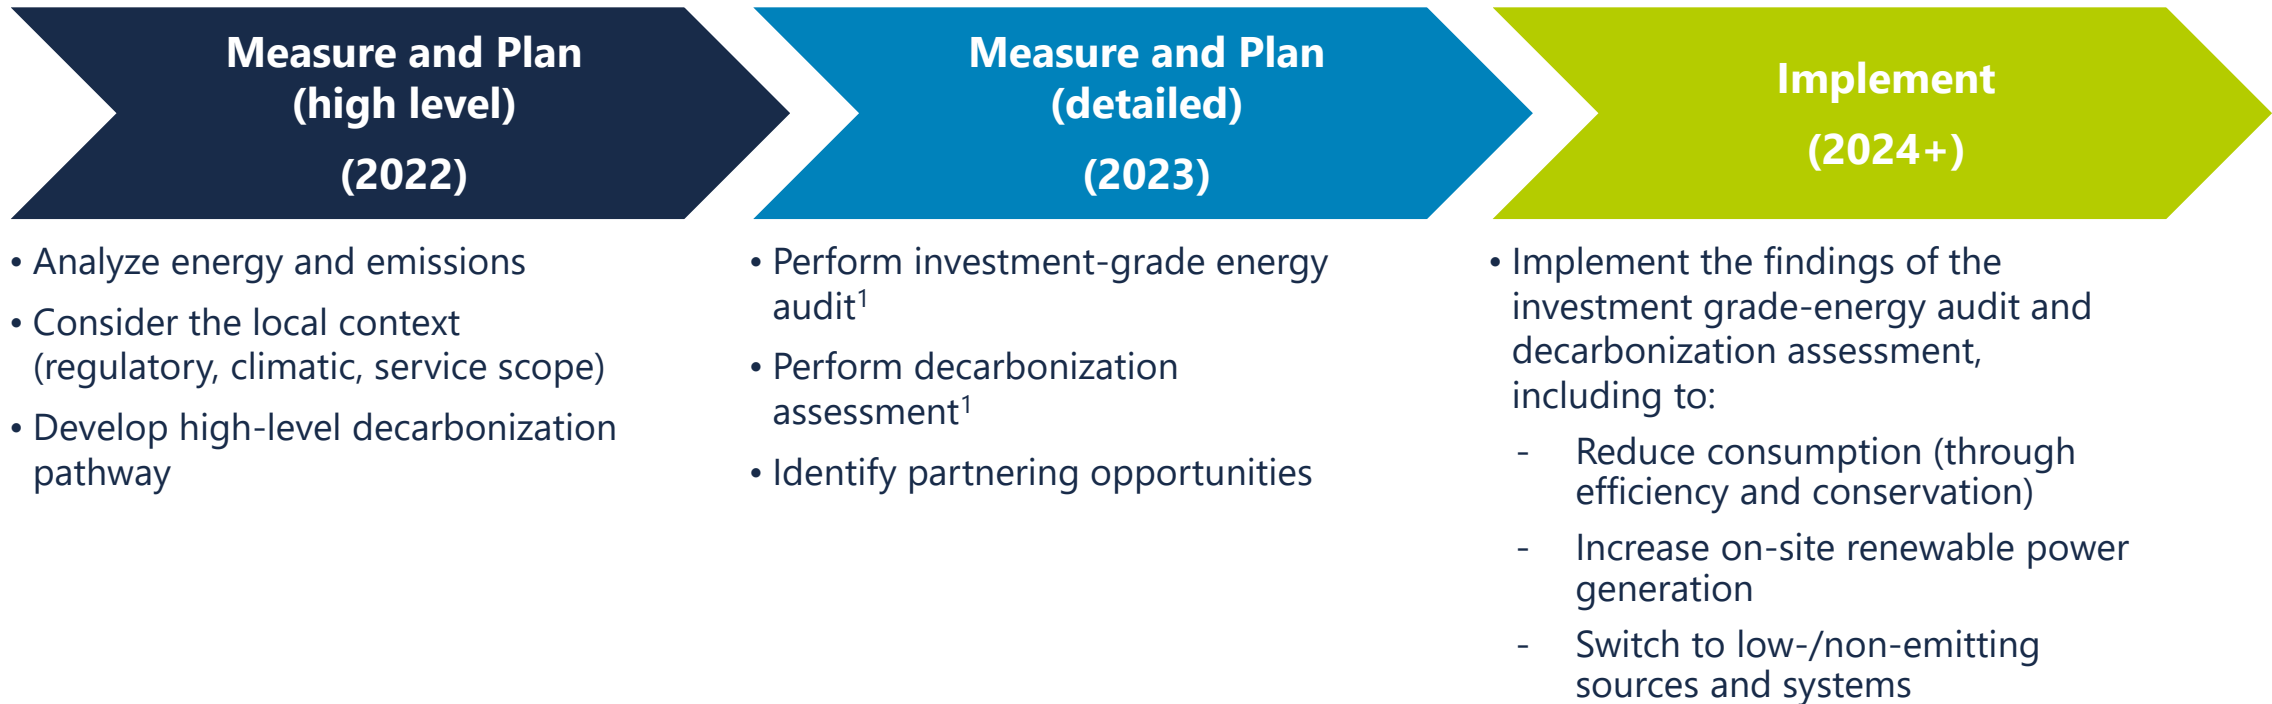 Measure and Plan
(high level)
(2022)
• Analyze energy and emissions
• Consider the local context
(regulatory, climatic, service scope)
• Develop high-level decarbonization
pathway
Measure and Plan
(detailed)
(2023)
• Perform investment-grade energy
audit¹
• Perform decarbonization
assessment¹
• Identify partnering opportunities
Implement
(2024+)
• Implement the findings of the
investment grade-energy audit and
decarbonization assessment,
including to:
- Reduce consumption (through
efficiency and conservation)
- Increase on-site renewable power
generation
- Switch to low-/non-emitting
sources and systems